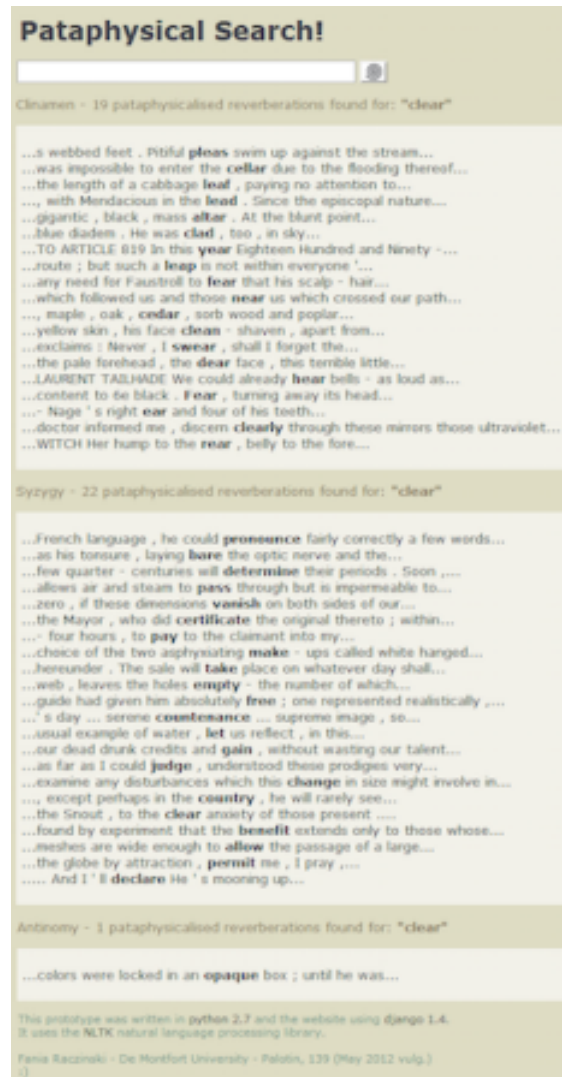 Pataphysical Search!
Clinamen - 19 pataphysicalised reverberations found for: "clear"
...s webbed feet . Pitiful pleas swim up against the stream...
...was impossible to enter the cellar due to the flooding thereof...
...the length of a cabbage leaf , paying no attention to...
..., with Mendacious in the lead . Since the episcopal nature...
...gigantic , black , mass altar . At the blunt point...
...blue diadem . He was clad , too , in sky...
...TO ARTICLE 819 In this year Eighteen Hundred and Ninety -...
...route ; but such a leap is not within everyone '...
...any need for Faustroll to fear that his scalp - hair...
...which followed us and those near us which crossed our path...
..., maple , oak , cedar , sorb wood and poplar...
...yellow skin , his face clean - shaven , apart from...
...exclaims : Never , I swear , shall I forget the...
...the pale forehead , the dear face , this terrible little...
...LAURENT TAILHADE We could already hear bells - as loud as...
...content to 6e black . Fear , turning away its head...
...- Nage ' s right ear and four of his teeth...
...doctor informed me , discern clearly through these mirrors those ultraviolet...
...WITCH Her hump to the rear , belly to the fore....
Syzygy - 22 pataphysicalised reverberations found for: "clear"
...French language , he could pronounce fairly correctly a few words...
...as his tonsure , laying bare the optic nerve and the...
...few quarter - centuries will determine their periods . Soon ,....
...allows air and steam to pass through but is impermeable to...
...zero , if these dimensions vanish on both sides of our...
...the Mayor , who did certificate the original thereto ; within...
...- four hours , to pay to the claimant into my...
...choice of the two asphyxiating make - ups called white hanged...
...hereunder . The sale will take place on whatever day shall...
...web , leaves the holes empty - the number of which...
...guide had given him absolutely free ; one represented realistically ,...
...' s day ... serene countenance ... supreme image , so....
...usual example of water , let us reflect , in this...
...our dead drunk credits and gain , without wasting our talent...
...as far as I could judge , understood these prodigies very...
...examine any disturbances which this change in size might involve in....
..., except perhaps in the country , he will rarely see...
...the Snout , to the clear anxiety of those present .....
...found by experiment that the benefit extends only to those whose....
...meshes are wide enough to allow the passage of a large....
...the globe by attraction , permit me , I pray ,....
..... And I ' ll declare He ' s mooning up...
Antinomy - 1 pataphysicalised reverberations found for: "clear"
...colors were locked in an opaque box ; until he was...
This prototype was written in python 2.7 and the website using django 1.4.
It uses the NLTK natural language processing library.
Fania Raczinski - De Montfort University - Palotin, 139 (May 2012 vulg.)
:)